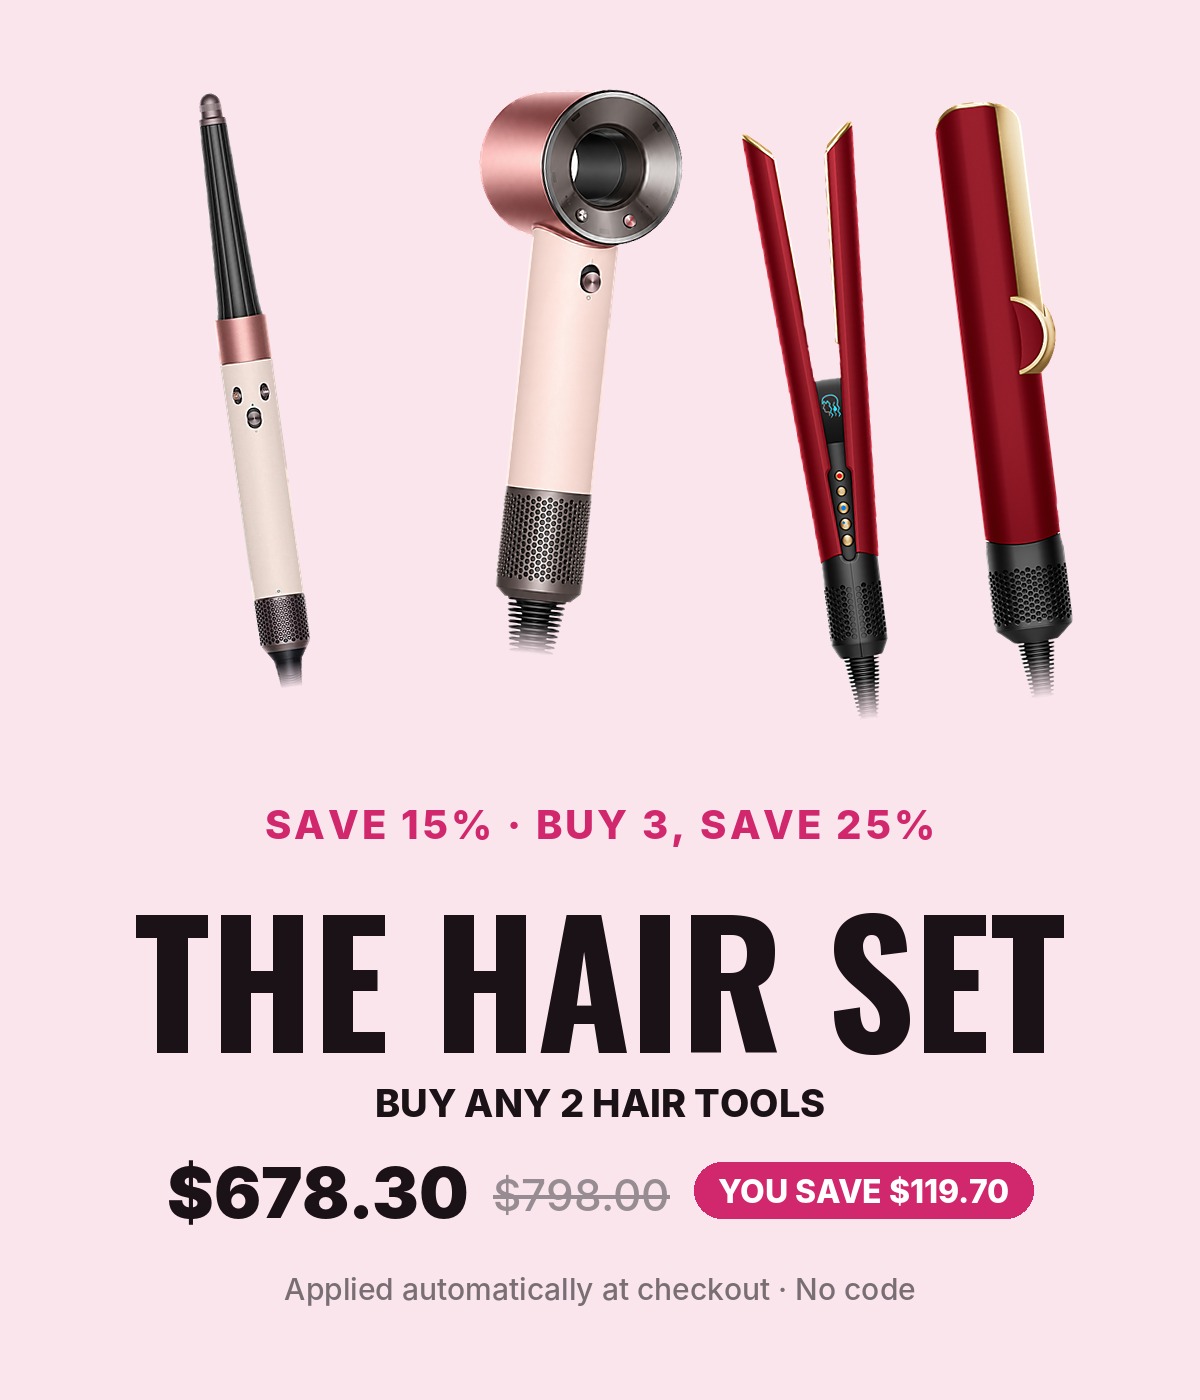 SAVE 15% · BUY 3, SAVE 25%
THE HAIR SET
BUY ANY 2 HAIR TOOLS
$678.30 $798.00 YOU SAVE $119.70
Applied automatically at checkout · No code